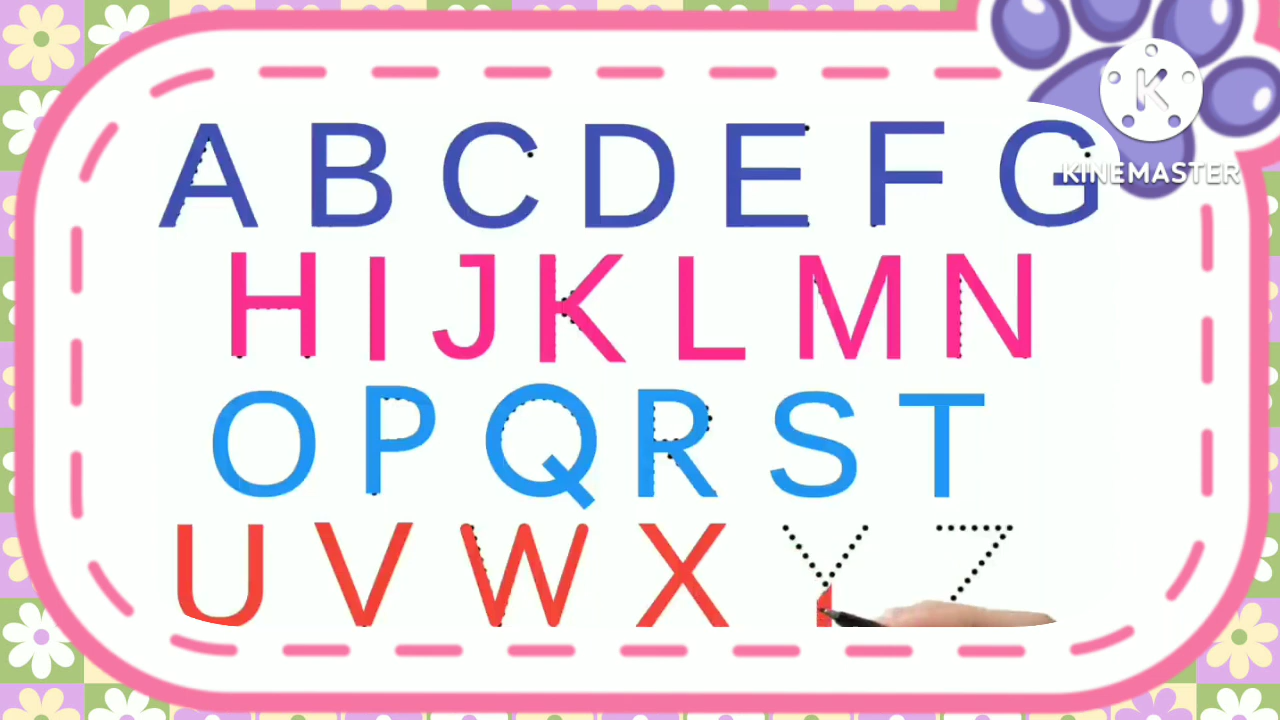 A B C D E F G
K
KINEMASTER
H I J K L M N
O P Q R S T
U V W X Y Z